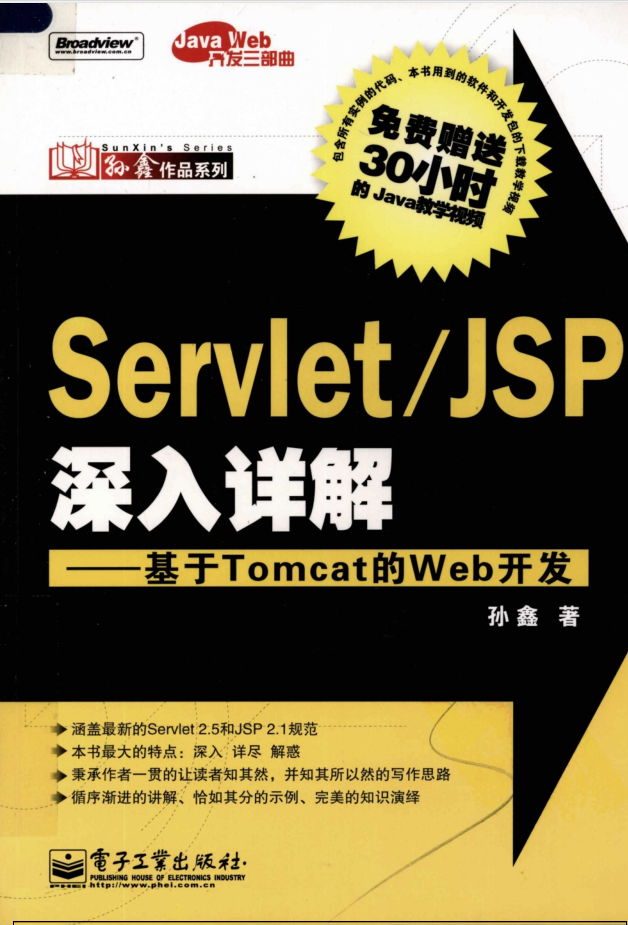 Broadview®
www.broadview.com.cn
Java Web
开发三部曲
SunXin's Series
孙鑫作品系列
包含所有实例的代码、本书用到的软件和开发包的下载教学视频
免费赠送
30小时
的 Java教学视频
Servlet/JSP
深入详解
——基于Tomcat的Web开发
孙鑫 著
涵盖最新的Servlet 2.5和JSP 2.1规范
本书最大的特点：深入 详尽 解惑
秉承作者一贯的让读者知其然，并知其所以然的写作思路
循序渐进的讲解、恰如其分的示例、完美的知识演绎
電子工業出版社.
PUBLISHING HOUSE OF ELECTRONICS INDUSTRY
PHEI http://www.phei.com.cn